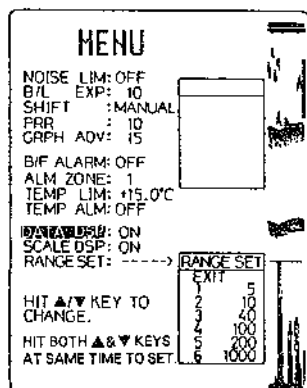 MENU
NOISE LIM: OFF
B/L EXP: 10
SHIFT : MANUAL
PRR : 10
GRPH ADV: 15
B/F ALARM: OFF
ALM ZONE: 1
TEMP LIM: +15.0°C
TEMP ALM: OFF
DATA DSP: ON
SCALE DSP: ON
RANGE SET: ----->
HIT ▲/▼ KEY TO
CHANGE.
HIT BOTH ▲&▼ KEYS
AT SAME TIME TO SET.
RANGE SET
EXIT
1 5
2 10
3 40
4 100
5 200
6 1000